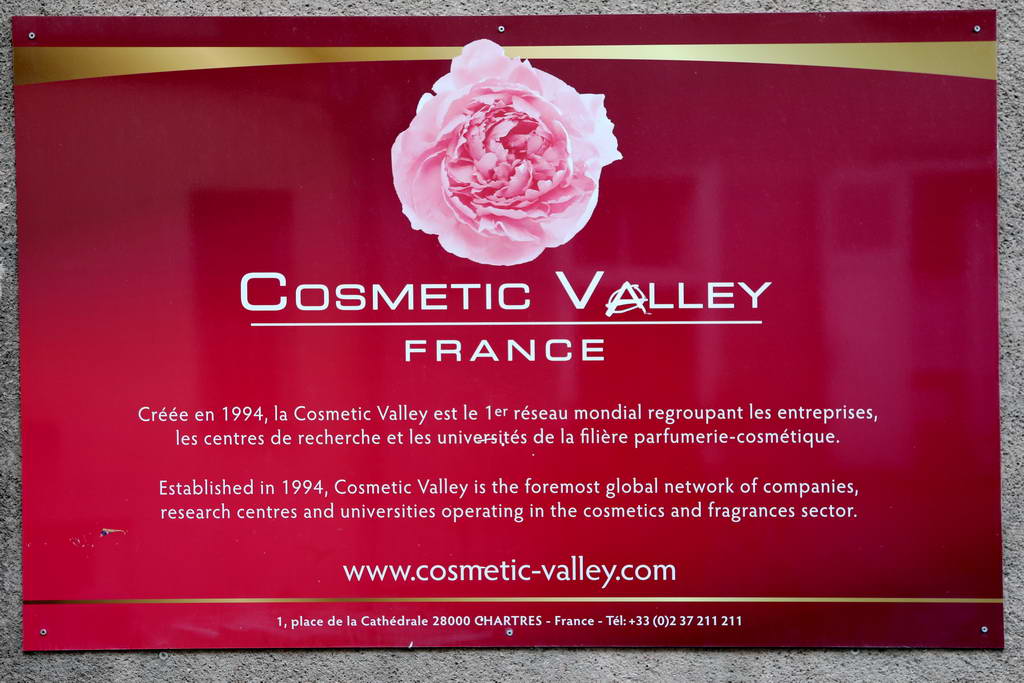 COSMETIC VALLEY
FRANCE
Créée en 1994, la Cosmetic Valley est le 1er réseau mondial regroupant les entreprises,
les centres de recherche et les universités de la filière parfumerie-cosmétique.
Established in 1994, Cosmetic Valley is the foremost global network of companies,
research centres and universities operating in the cosmetics and fragrances sector.
www.cosmetic-valley.com
1, place de la Cathédrale 28000 CHARTRES - France - Tél: +33 (0)2 37 211 211